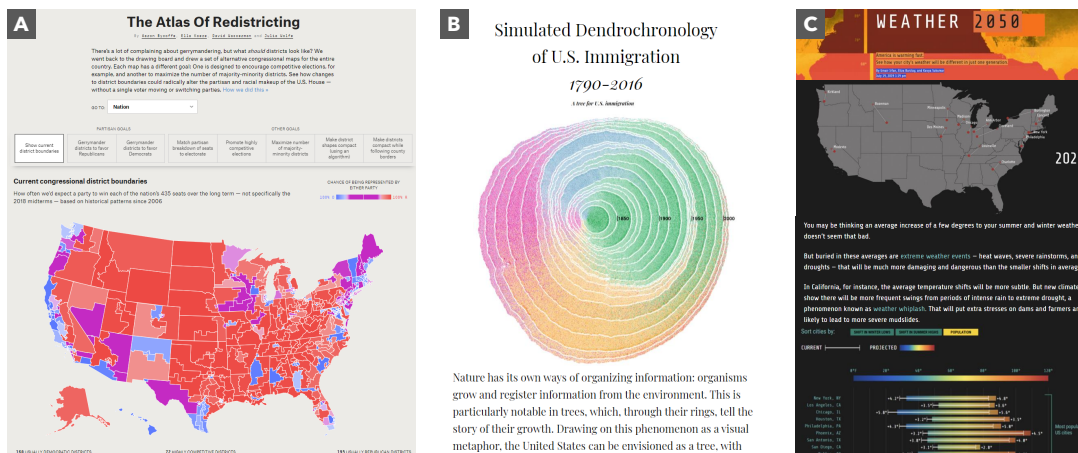 A
The Atlas Of Redistricting
By Aaron Bycoffe, Ella Koeze, David Wasserman and Julia Wolfe
There's a lot of complaining about gerrymandering, but what should districts look like? We
went back to the drawing board and drew a set of alternative congressional maps for the entire
country. Each map has a different goal: One is designed to encourage competitive elections, for
example, and another to maximize the number of majority-minority districts. See how changes
to district boundaries could radically alter the partisan and racial makeup of the U.S. House —
without a single voter moving or switching parties. How we did this »
GO TO: Nation
PARTISAN GOALS
OTHER GOALS
Show current
district boundaries
Gerrymander
districts to favor
Republicans
Gerrymander
districts to favor
Democrats
Match partisan
breakdown of seats
to electorate
Promote highly
competitive
elections
Maximize number
of majority-
minority districts
Make district
shapes compact
(using an
algorithm)
Make districts
compact while
following county
borders
Current congressional district boundaries
How often we'd expect a party to win each of the nation's 435 seats over the long term — not specifically the
2018 midterms — based on historical patterns since 2006
CHANCE OF BEING REPRESENTED BY
EITHER PARTY
100% D
100% R
B
Simulated Dendrochronology
of U.S. Immigration
1790-2016
A tree for U.S. immigration
1850
1900
1950
2000
Nature has its own ways of organizing information: organisms
grow and register information from the environment. This is
particularly notable in trees, which, through their rings, tell the
story of their growth. Drawing on this phenomenon as a visual
metaphor, the United States can be envisioned as a tree, with
C
WEATHER 2050
America is warming fast.
See how your city's weather will be different in just one generation.
202
You may be thinking an average increase of a few degrees to your summer and winter weathe
doesn't seem that bad.
But buried in these averages are extreme weather events — heat waves, severe rainstorms, an
droughts — that will be much more damaging and dangerous than the smaller shifts in averag
In California, for instance, the average temperature shifts will be more subtle. But new climate
show there will be more frequent swings from periods of intense rain to extreme drought, a
phenomenon known as weather whiplash. That will put extra stresses on dams and farmers a
likely to lead to more severe mudslides.
Sort cities by:
POPULATION
CURRENT
PROJECTED
New York, NY
Los Angeles, CA
Chicago, IL
Houston, TX
Philadelphia, PA
Phoenix, AZ
San Antonio, TX
San Diego, CA
Most popul
US cities